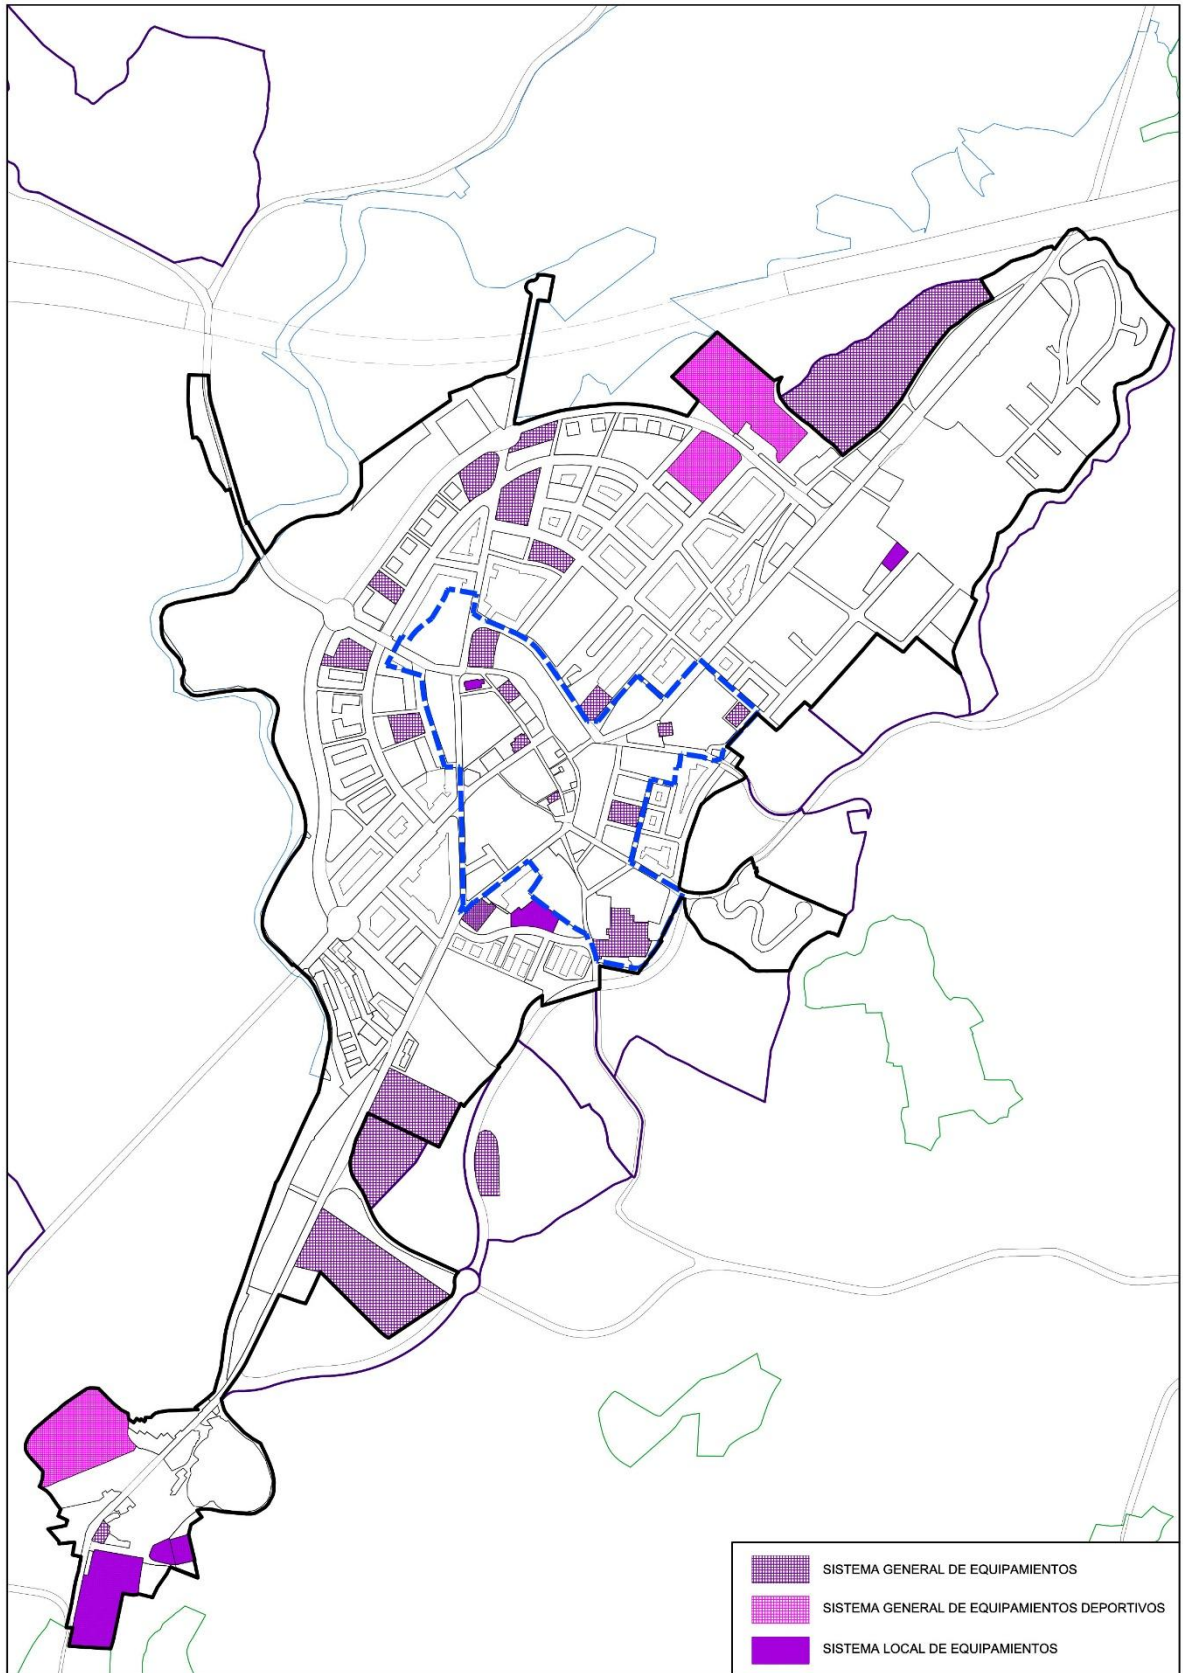 SISTEMA GENERAL DE EQUIPAMIENTOS
SISTEMA GENERAL DE EQUIPAMIENTOS DEPORTIVOS
SISTEMA LOCAL DE EQUIPAMIENTOS